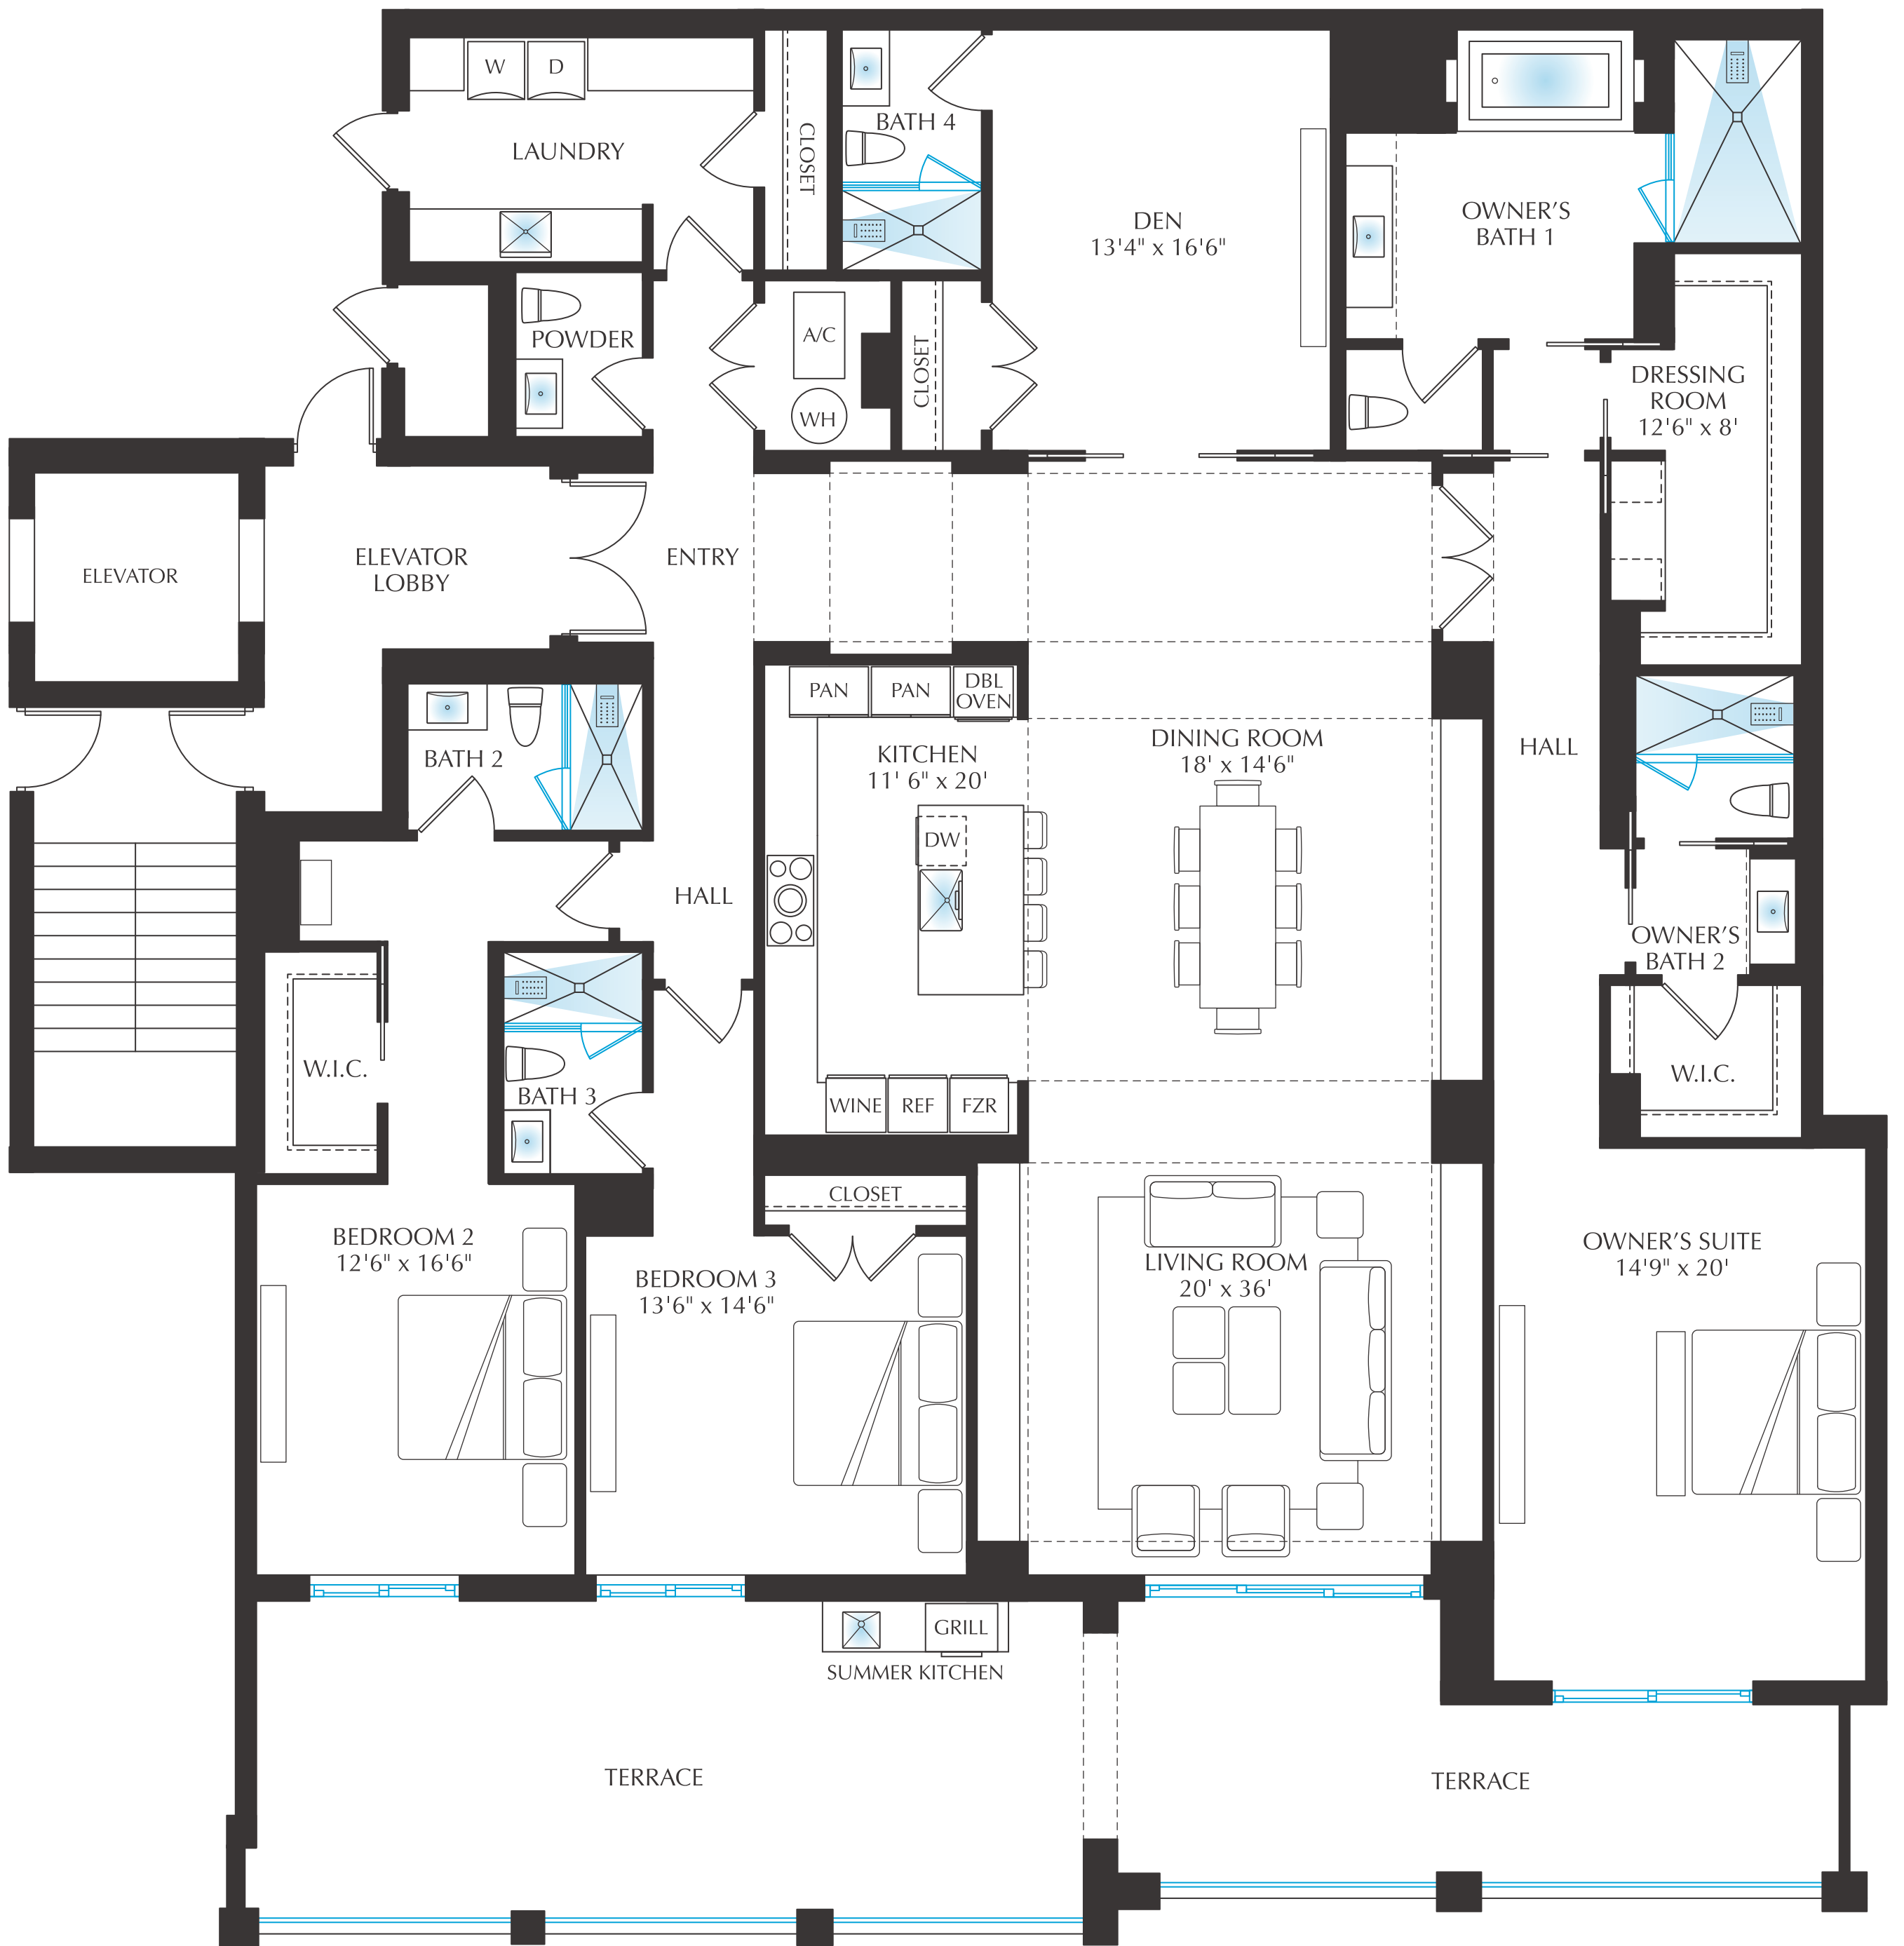 W
D
LAUNDRY
CLOSET
BATH 4
DEN
13'4" x 16'6"
OWNER'S
BATH 1
POWDER
A/C
WH
CLOSET
DRESSING
ROOM
12'6" x 8'
ELEVATOR
ELEVATOR
LOBBY
ENTRY
PAN
PAN
DBL
OVEN
BATH 2
KITCHEN
11' 6" x 20'
DINING ROOM
18' x 14'6"
HALL
DW
HALL
OWNER'S
BATH 2
W.I.C.
BATH 3
WINE
REF
FZR
W.I.C.
CLOSET
BEDROOM 2
12'6" x 16'6"
BEDROOM 3
13'6" x 14'6"
LIVING ROOM
20' x 36'
OWNER'S SUITE
14'9" x 20'
GRILL
SUMMER KITCHEN
TERRACE
TERRACE